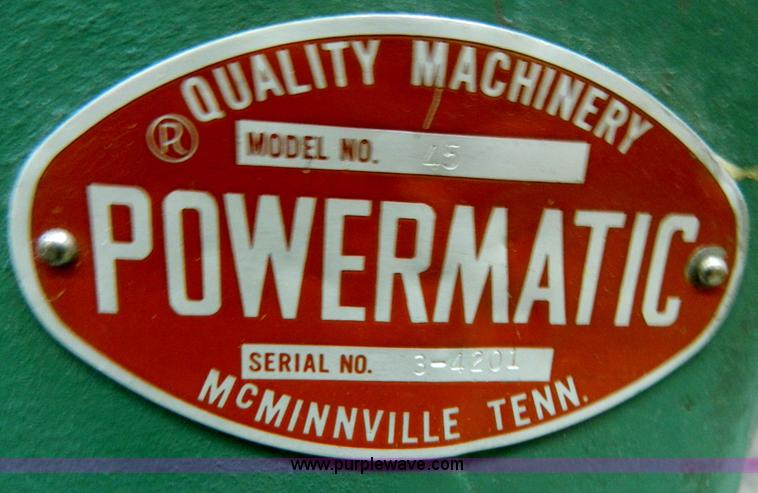 QUALITY MACHINERY
®
MODEL NO. 45
POWERMATIC
SERIAL NO. 3-4201
McMINNVILLE TENN.
www.purplewave.com